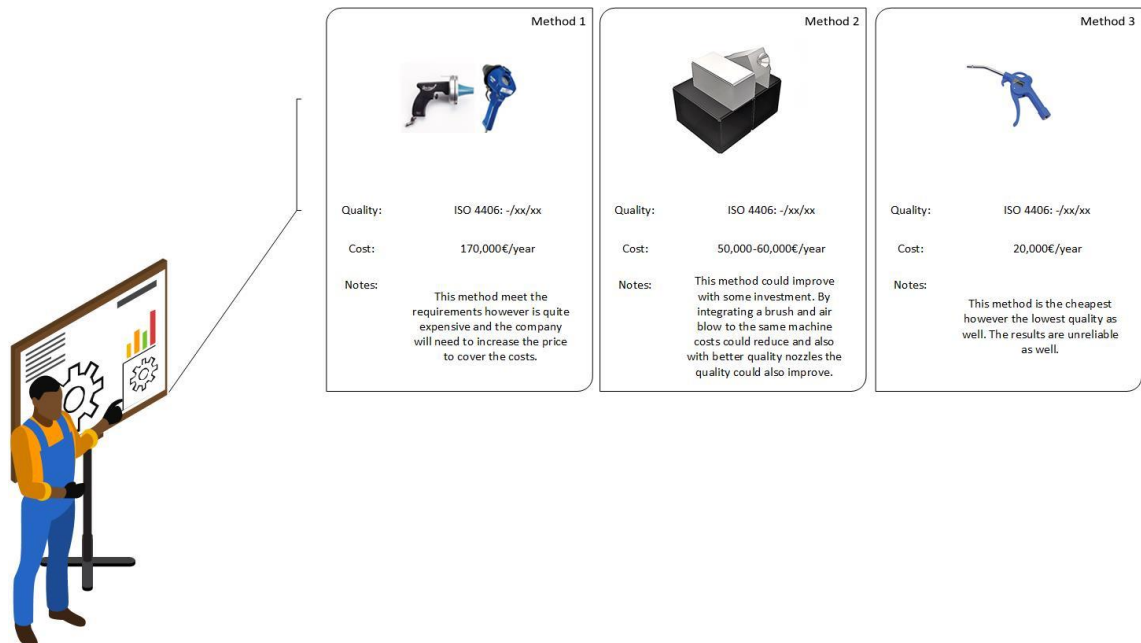 Method 1
Quality: ISO 4406: -/xx/xx
Cost: 170,000€/year
Notes:
This method meet the
requirements however is quite
expensive and the company
will need to increase the price
to cover the costs.
Method 2
Quality: ISO 4406: -/xx/xx
Cost: 50,000-60,000€/year
Notes:
This method could improve
with some investment. By
integrating a brush and air
blow to the same machine
costs could reduce and also
with better quality nozzles the
quality could also improve.
Method 3
Quality: ISO 4406: -/xx/xx
Cost: 20,000€/year
Notes:
This method is the cheapest
however the lowest quality as
well. The results are unreliable
as well.